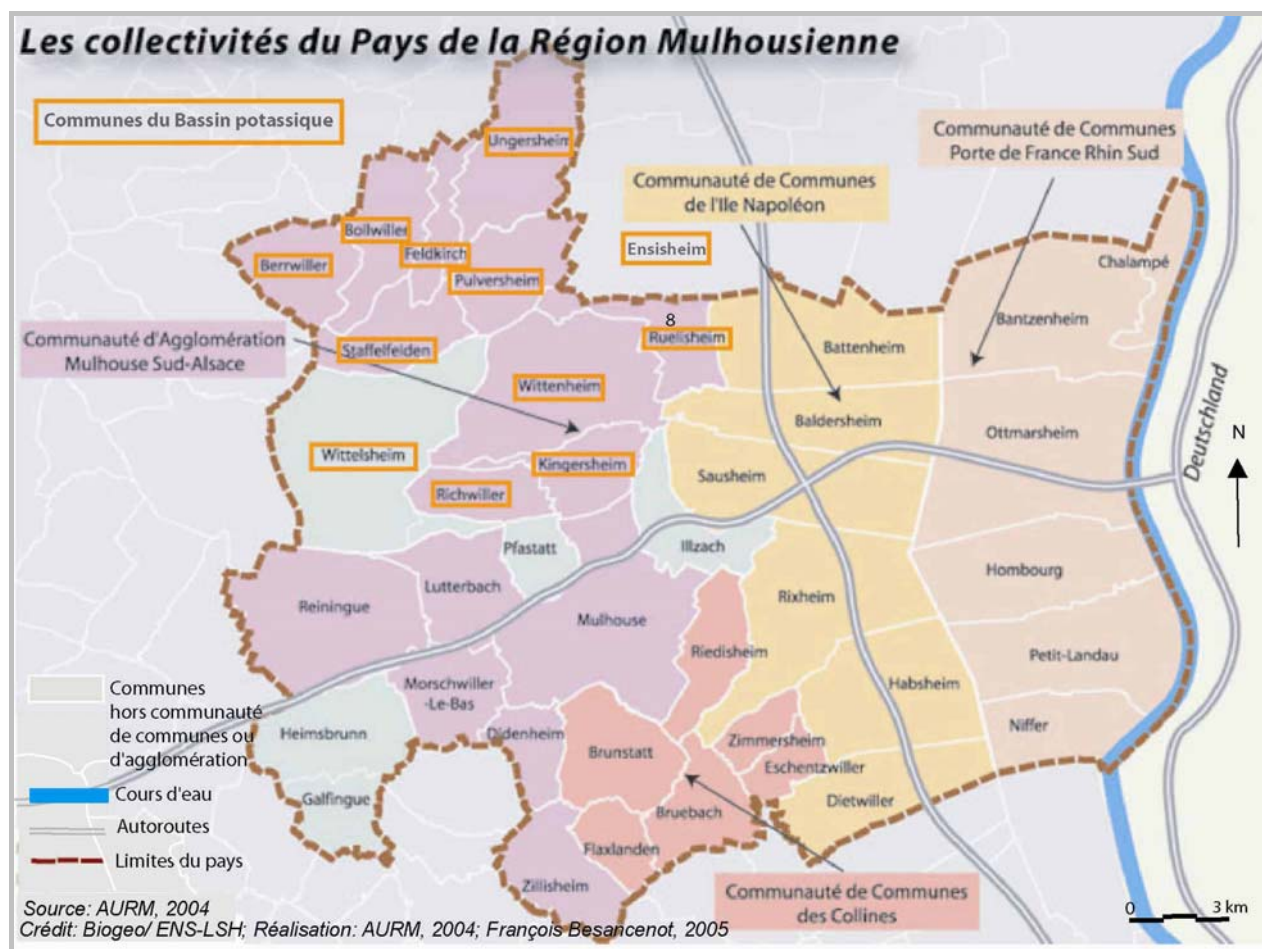 Les collectivités du Pays de la Région Mulhousienne
Communes du Bassin potassique
Ungersheim
Communauté de Communes
Porte de France Rhin Sud
Communauté de Communes
de l'Ile Napoléon
Bollwiller
Ensisheim
Feldkirch
Berrwiller
Pulversheim
Chalampé
Bantzenheim
8
Ruelisheim
Communauté d'Agglomération
Mulhouse Sud-Alsace
Staffelfelden
Battenheim
Wittenheim
Baldersheim
Ottmarsheim
Deutschland
N
Wittelsheim
Kingersheim
Sausheim
Richwiller
Pfastatt
Illzach
Hombourg
Lutterbach
Reiningue
Rixheim
Mulhouse
Riedisheim
Petit-Landau
Morschwiller
-Le-Bas
Habsheim
Niffer
Heimsbrunn
Didenheim
Brunstatt
Zimmersheim
Eschentzwiller
Galfingue
Dietwiller
Bruebach
Flaxlanden
Zillisheim
Communauté de Communes
des Collines
Communes
hors communauté
de communes ou
d'agglomération
Cours d'eau
Autoroutes
Limites du pays
0 3 km
Source: AURM, 2004
Crédit: Biogeo/ ENS-LSH; Réalisation: AURM, 2004; François Besancenot, 2005